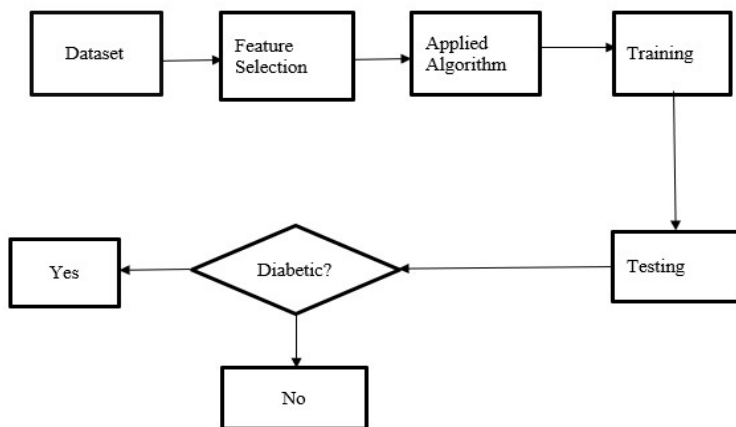 Dataset
Feature
Selection
Applied
Algorithm
Training
Testing
Diabetic?
Yes
No